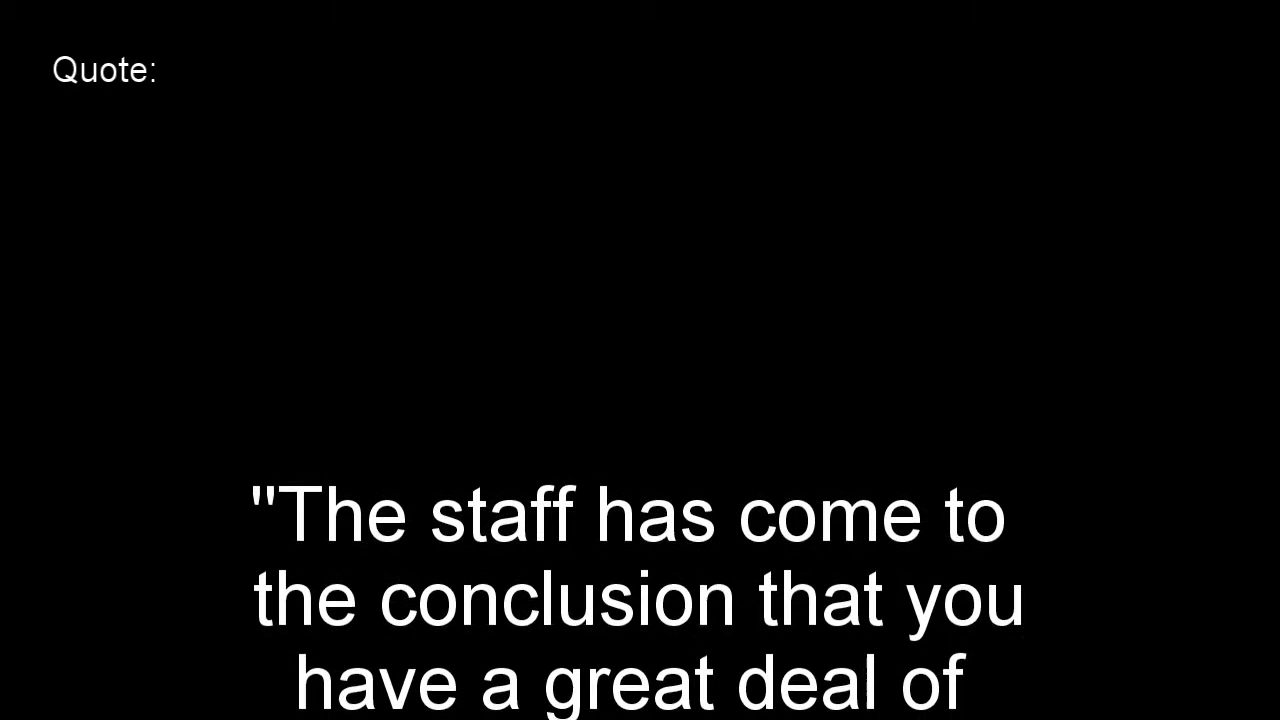 Quote:
"The staff has come to
the conclusion that you
have a great deal of